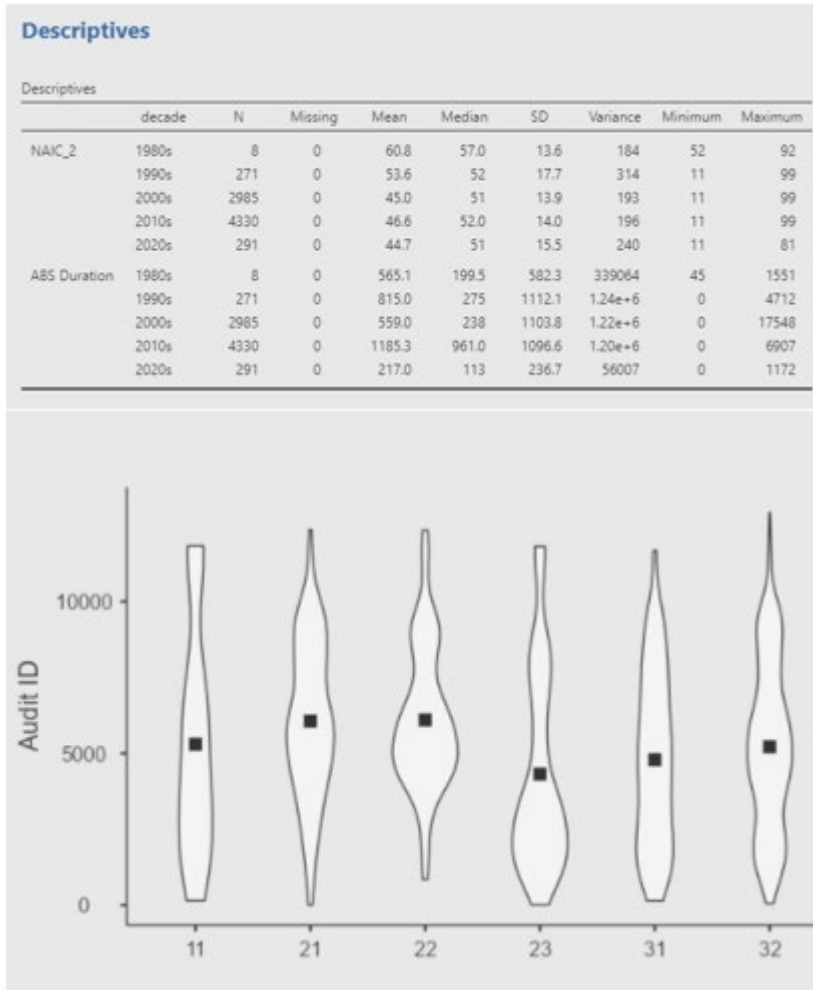 Descriptives
Descriptives
decade N Missing Mean Median SD Variance Minimum Maximum
NAIC_2 1980s 8 0 60.8 57.0 13.6 184 52 92
1990s 271 0 53.6 52 17.7 314 11 99
2000s 2985 0 45.0 51 13.9 193 11 99
2010s 4330 0 46.6 52.0 14.0 196 11 99
2020s 291 0 44.7 51 15.5 240 11 81
ABS Duration 1980s 8 0 565.1 199.5 582.3 339064 45 1551
1990s 271 0 815.0 275 1112.1 1.24e+6 0 4712
2000s 2985 0 559.0 238 1103.8 1.22e+6 0 17548
2010s 4330 0 1185.3 961.0 1096.6 1.20e+6 0 6907
2020s 291 0 217.0 113 236.7 56007 0 1172
10000
Audit ID
5000
0
11 21 22 23 31 32